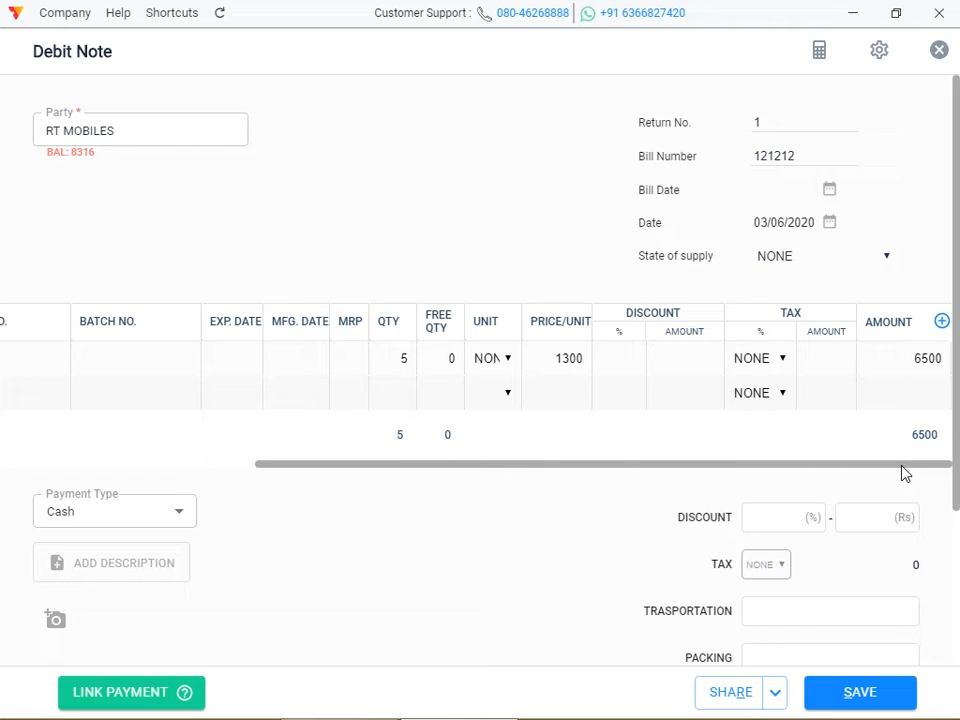 Company Help Shortcuts Customer Support : 080-46268888 +91 6366827420
Debit Note
Party *
RT MOBILES
BAL: 8316
Return No. 1
Bill Number 121212
Bill Date
Date 03/06/2020
State of supply NONE
O. BATCH NO. EXP. DATE MFG. DATE MRP QTY FREE QTY UNIT PRICE/UNIT DISCOUNT % AMOUNT TAX % AMOUNT AMOUNT
5 0 NON 1300 NONE 6500
NONE
5 0 6500
Payment Type
Cash
ADD DESCRIPTION
DISCOUNT (%) - (Rs)
TAX NONE 0
TRASPORTATION
PACKING
LINK PAYMENT ? SHARE SAVE